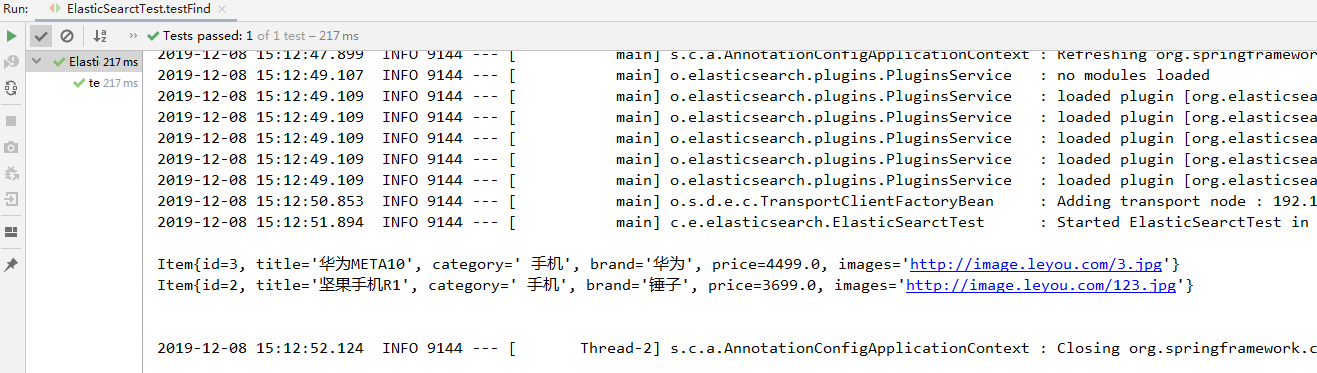 Run: ElasticSearctTest.testFind
Tests passed: 1 of 1 test – 217 ms
Elasti 217 ms
te 217 ms
2019-12-08 15:12:47.899  INFO 9144 --- [           main] s.c.a.AnnotationConfigApplicationContext : Refreshing org.springframework
2019-12-08 15:12:49.107  INFO 9144 --- [           main] o.elasticsearch.plugins.PluginsService   : no modules loaded
2019-12-08 15:12:49.109  INFO 9144 --- [           main] o.elasticsearch.plugins.PluginsService   : loaded plugin [org.elasticsea
2019-12-08 15:12:49.109  INFO 9144 --- [           main] o.elasticsearch.plugins.PluginsService   : loaded plugin [org.elasticsea
2019-12-08 15:12:49.109  INFO 9144 --- [           main] o.elasticsearch.plugins.PluginsService   : loaded plugin [org.elasticsea
2019-12-08 15:12:49.109  INFO 9144 --- [           main] o.elasticsearch.plugins.PluginsService   : loaded plugin [org.elasticsea
2019-12-08 15:12:49.109  INFO 9144 --- [           main] o.elasticsearch.plugins.PluginsService   : loaded plugin [org.elasticsea
2019-12-08 15:12:50.853  INFO 9144 --- [           main] o.s.d.e.c.TransportClientFactoryBean     : Adding transport node : 192.1
2019-12-08 15:12:51.894  INFO 9144 --- [           main] c.e.elasticsearch.ElasticSearctTest      : Started ElasticSearctTest in
Item{id=3, title='华为META10', category=' 手机', brand='华为', price=4499.0, images='http://image.leyou.com/3.jpg'}
Item{id=2, title='坚果手机R1', category=' 手机', brand='锤子', price=3699.0, images='http://image.leyou.com/123.jpg'}
2019-12-08 15:12:52.124  INFO 9144 --- [       Thread-2] s.c.a.AnnotationConfigApplicationContext : Closing org.springframework.c